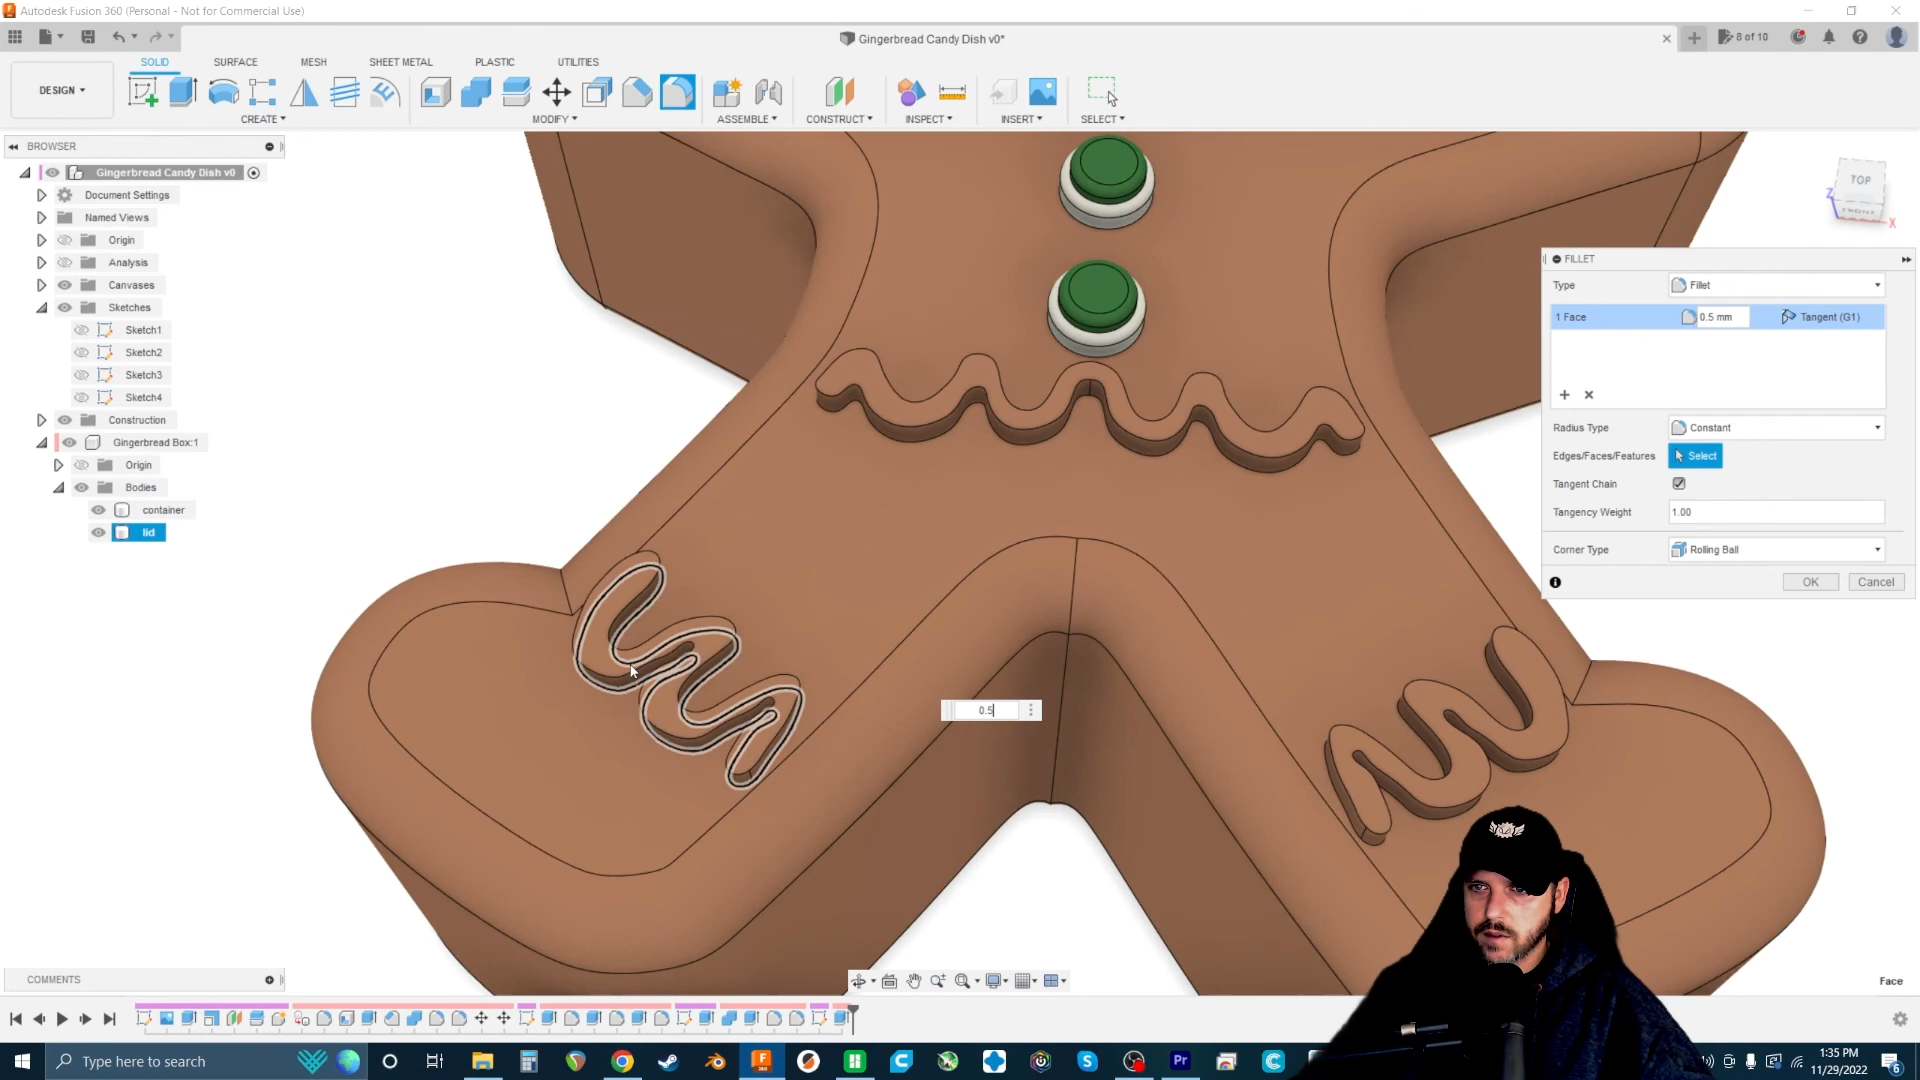 Autodesk Fusion 360 (Personal - Not for Commercial Use)
Gingerbread Candy Dish v0*
8 of 10
SOLID SURFACE MESH SHEET METAL PLASTIC UTILITIES
DESIGN
CREATE MODIFY ASSEMBLE CONSTRUCT INSPECT INSERT SELECT
BROWSER
Gingerbread Candy Dish v0
Document Settings
Named Views
Origin
Analysis
Canvases
Sketches
Sketch1
Sketch2
Sketch3
Sketch4
Construction
Gingerbread Box:1
Origin
Bodies
container
lid
TOP
FRONT
Z
X
FILLET
Type Fillet
1 Face 0.5 mm Tangent (G1)
Radius Type Constant
Edges/Faces/Features Select
Tangent Chain
Tangency Weight 1.00
Corner Type Rolling Ball
OK Cancel
0.5
COMMENTS
Face
Type here to search
F
360
Pr
1:35 PM
11/29/2022
6